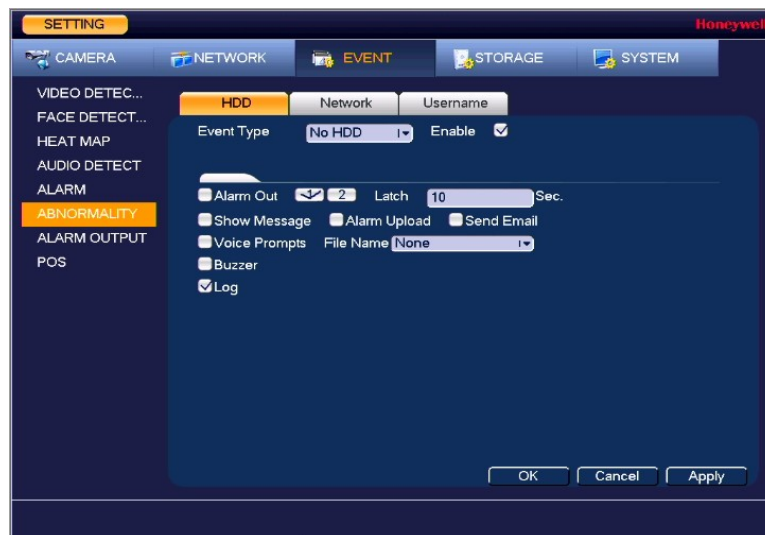 SETTING
Honeywell
CAMERA NETWORK EVENT STORAGE SYSTEM
VIDEO DETEC...
FACE DETECT...
HEAT MAP
AUDIO DETECT
ALARM
ABNORMALITY
ALARM OUTPUT
POS
HDD Network Username
Event Type No HDD Enable
Alarm Out 1 2 Latch 10 Sec.
Show Message Alarm Upload Send Email
Voice Prompts File Name None
Buzzer
Log
OK Cancel Apply